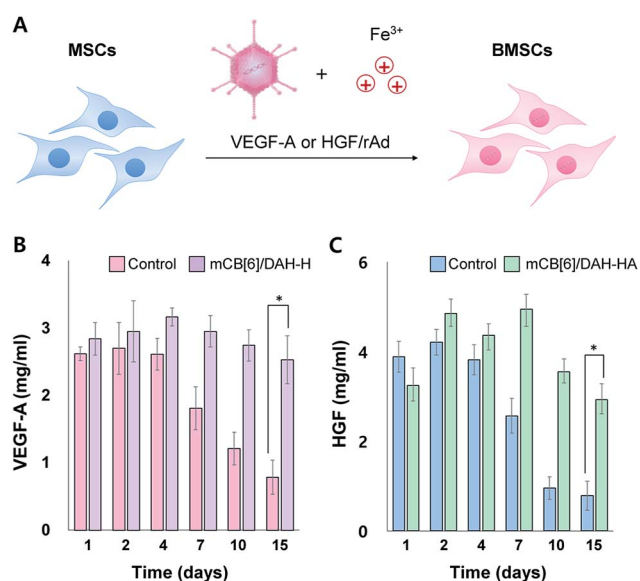 A
MSCs
Fe³⁺
BMSCs
+
+
+
+
VEGF-A or HGF/rAd
B
Control
mCB[6]/DAH-H
VEGF-A (mg/ml)
4
3
2
1
0
*
1 2 4 7 10 15
Time (days)
C
Control
mCB[6]/DAH-HA
HGF (mg/ml)
6
4
2
0
*
1 2 4 7 10 15
Time (days)